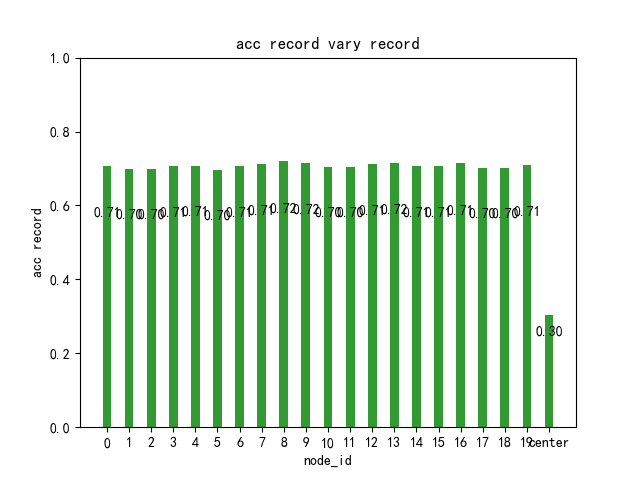 acc record vary record
1.0
0.8
0.6
0.4
0.2
0.0
acc record
0.71 0.70 0.70 0.71 0.71 0.70 0.71 0.71 0.72 0.72 0.70 0.70 0.71 0.72 0.71 0.71 0.71 0.70 0.70 0.71
0.30
0 1 2 3 4 5 6 7 8 9 10 11 12 13 14 15 16 17 18 19 center
node_id